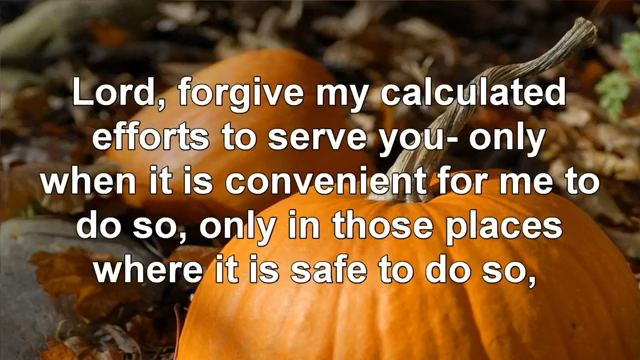 Lord, forgive my calculated
efforts to serve you- only
when it is convenient for me to
do so, only in those places
where it is safe to do so,